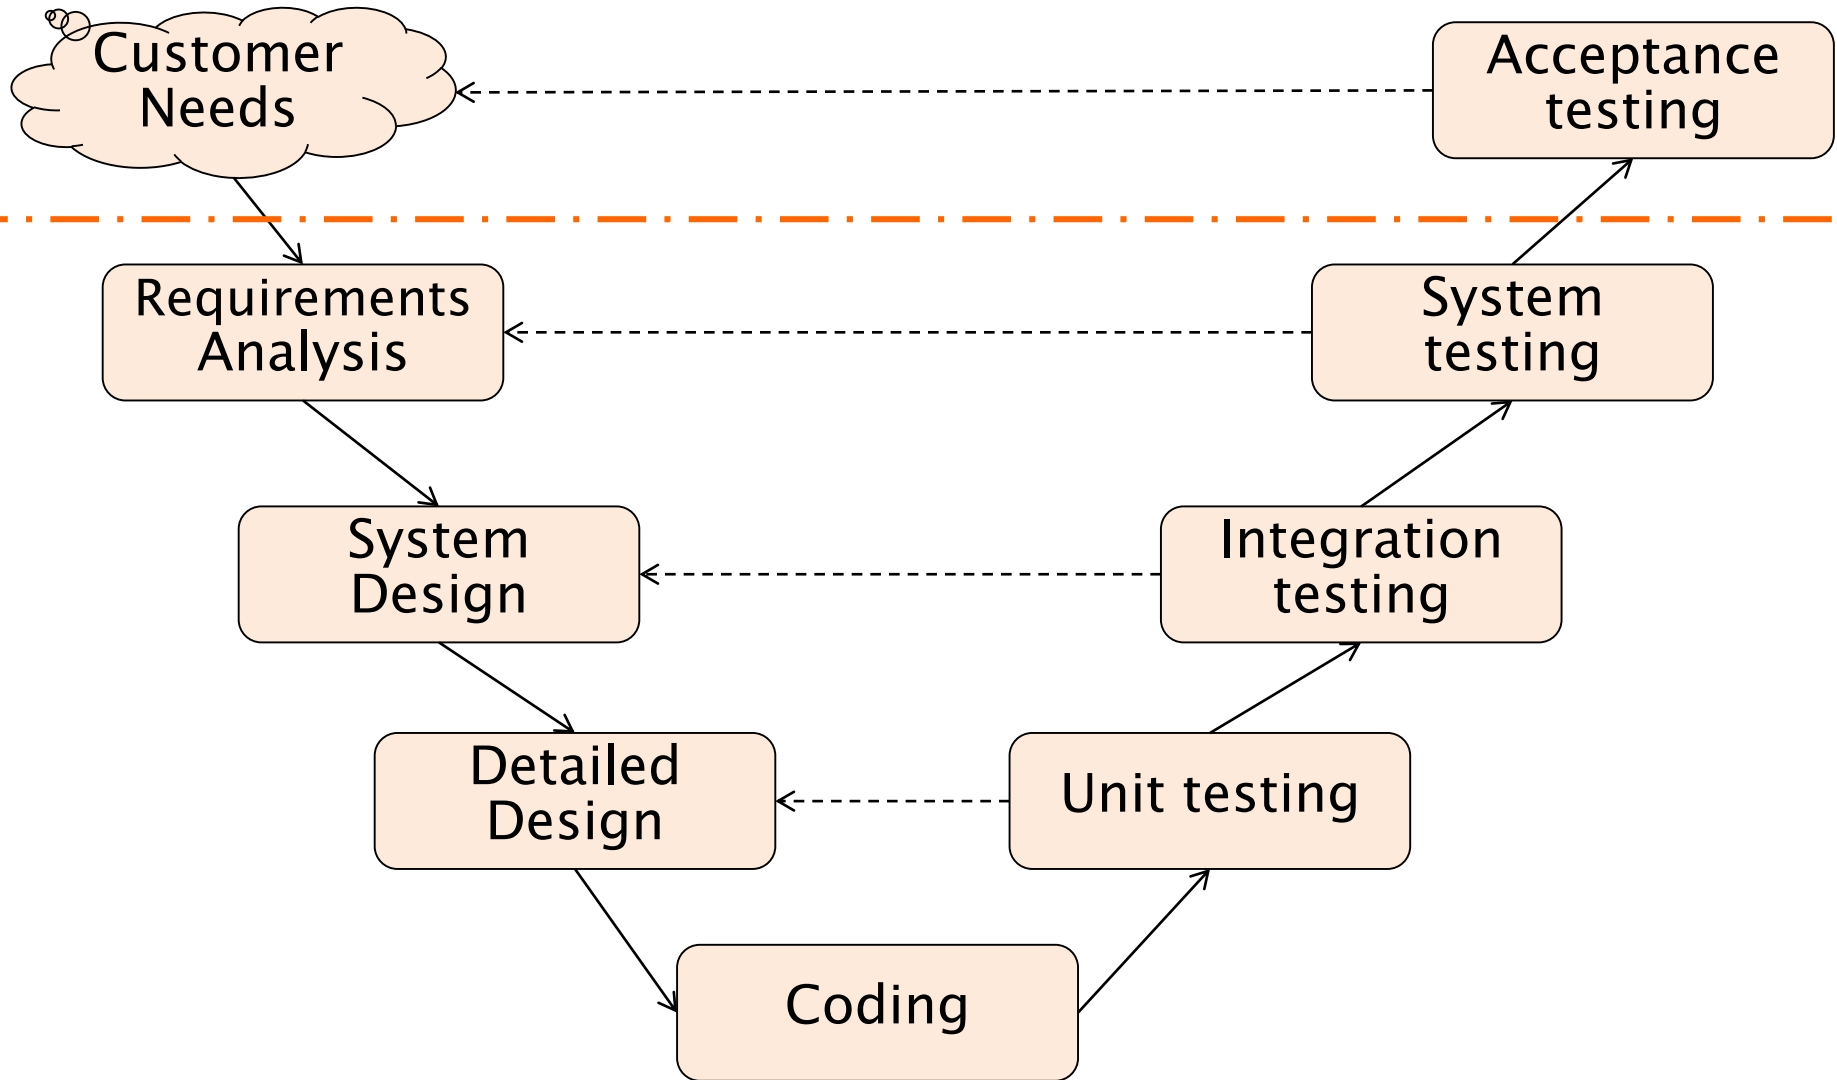 Customer
Needs
Acceptance
testing
Requirements
Analysis
System
testing
System
Design
Integration
testing
Detailed
Design
Unit testing
Coding